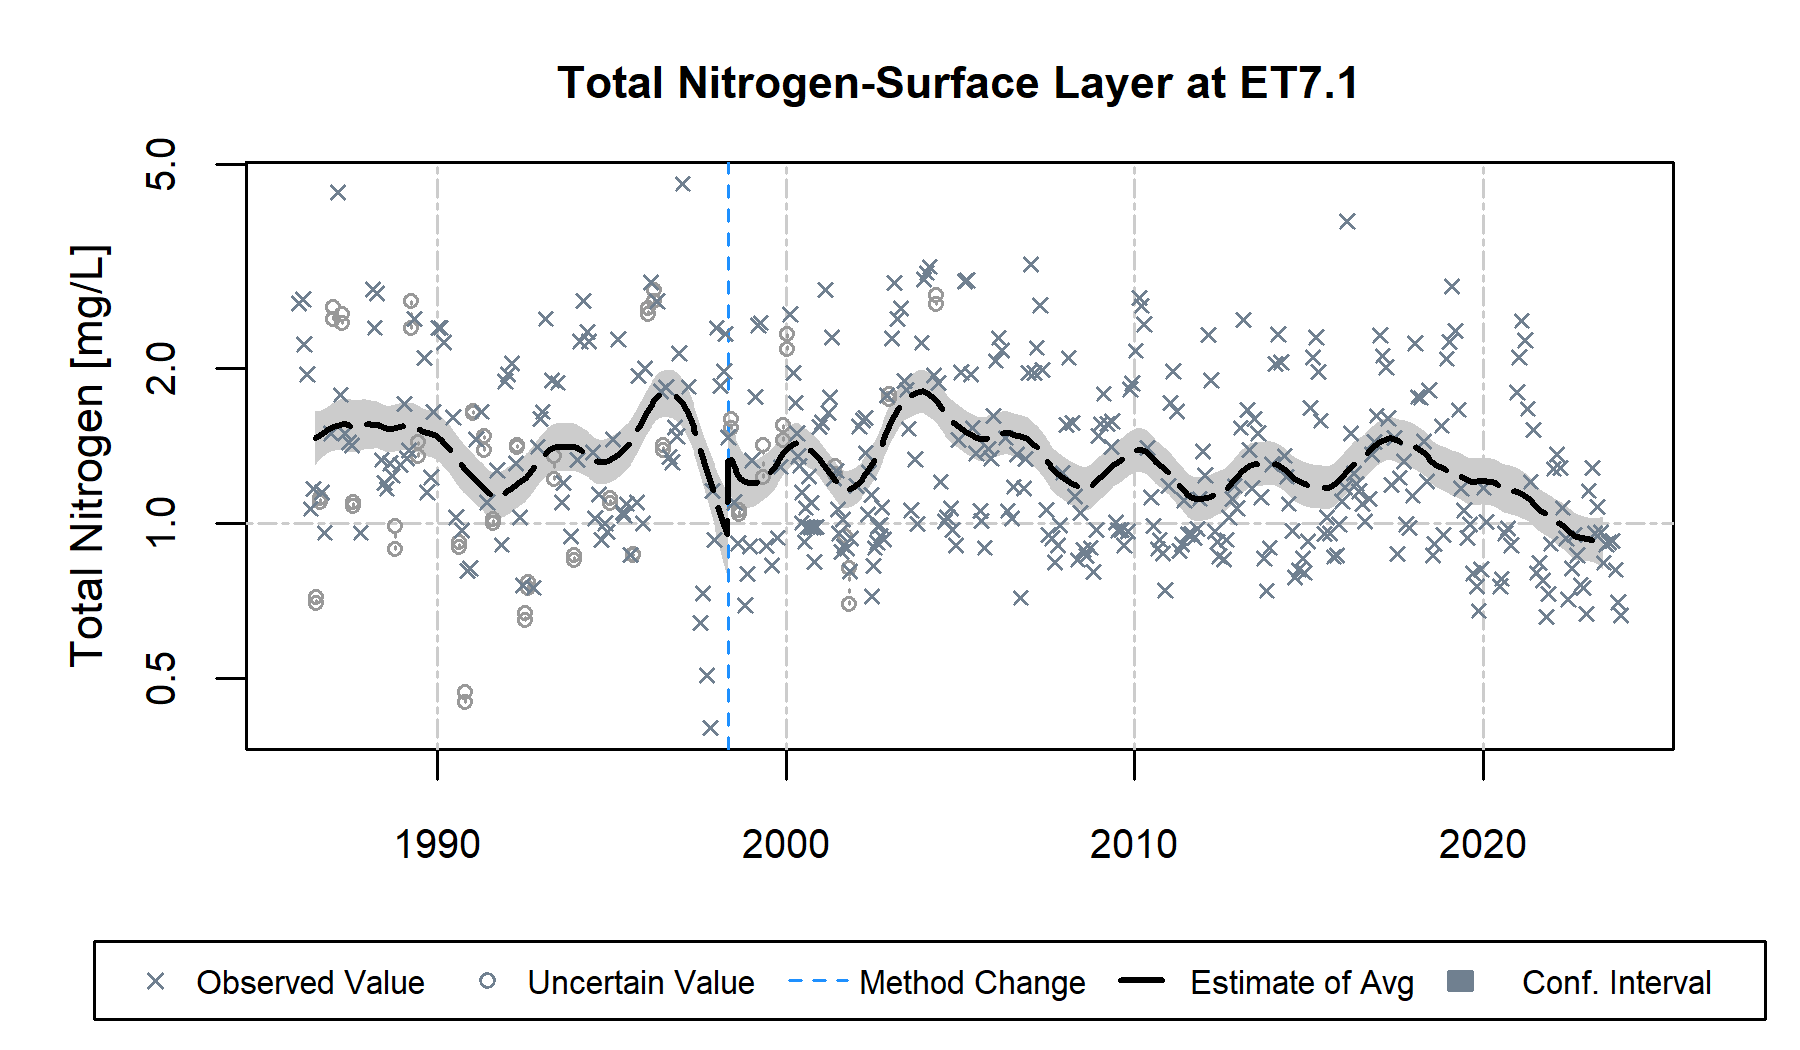 Total Nitrogen-Surface Layer at ET7.1
Total Nitrogen [mg/L]
5.0
2.0
1.0
0.5
1990 2000 2010 2020
Observed Value Uncertain Value Method Change Estimate of Avg Conf. Interval